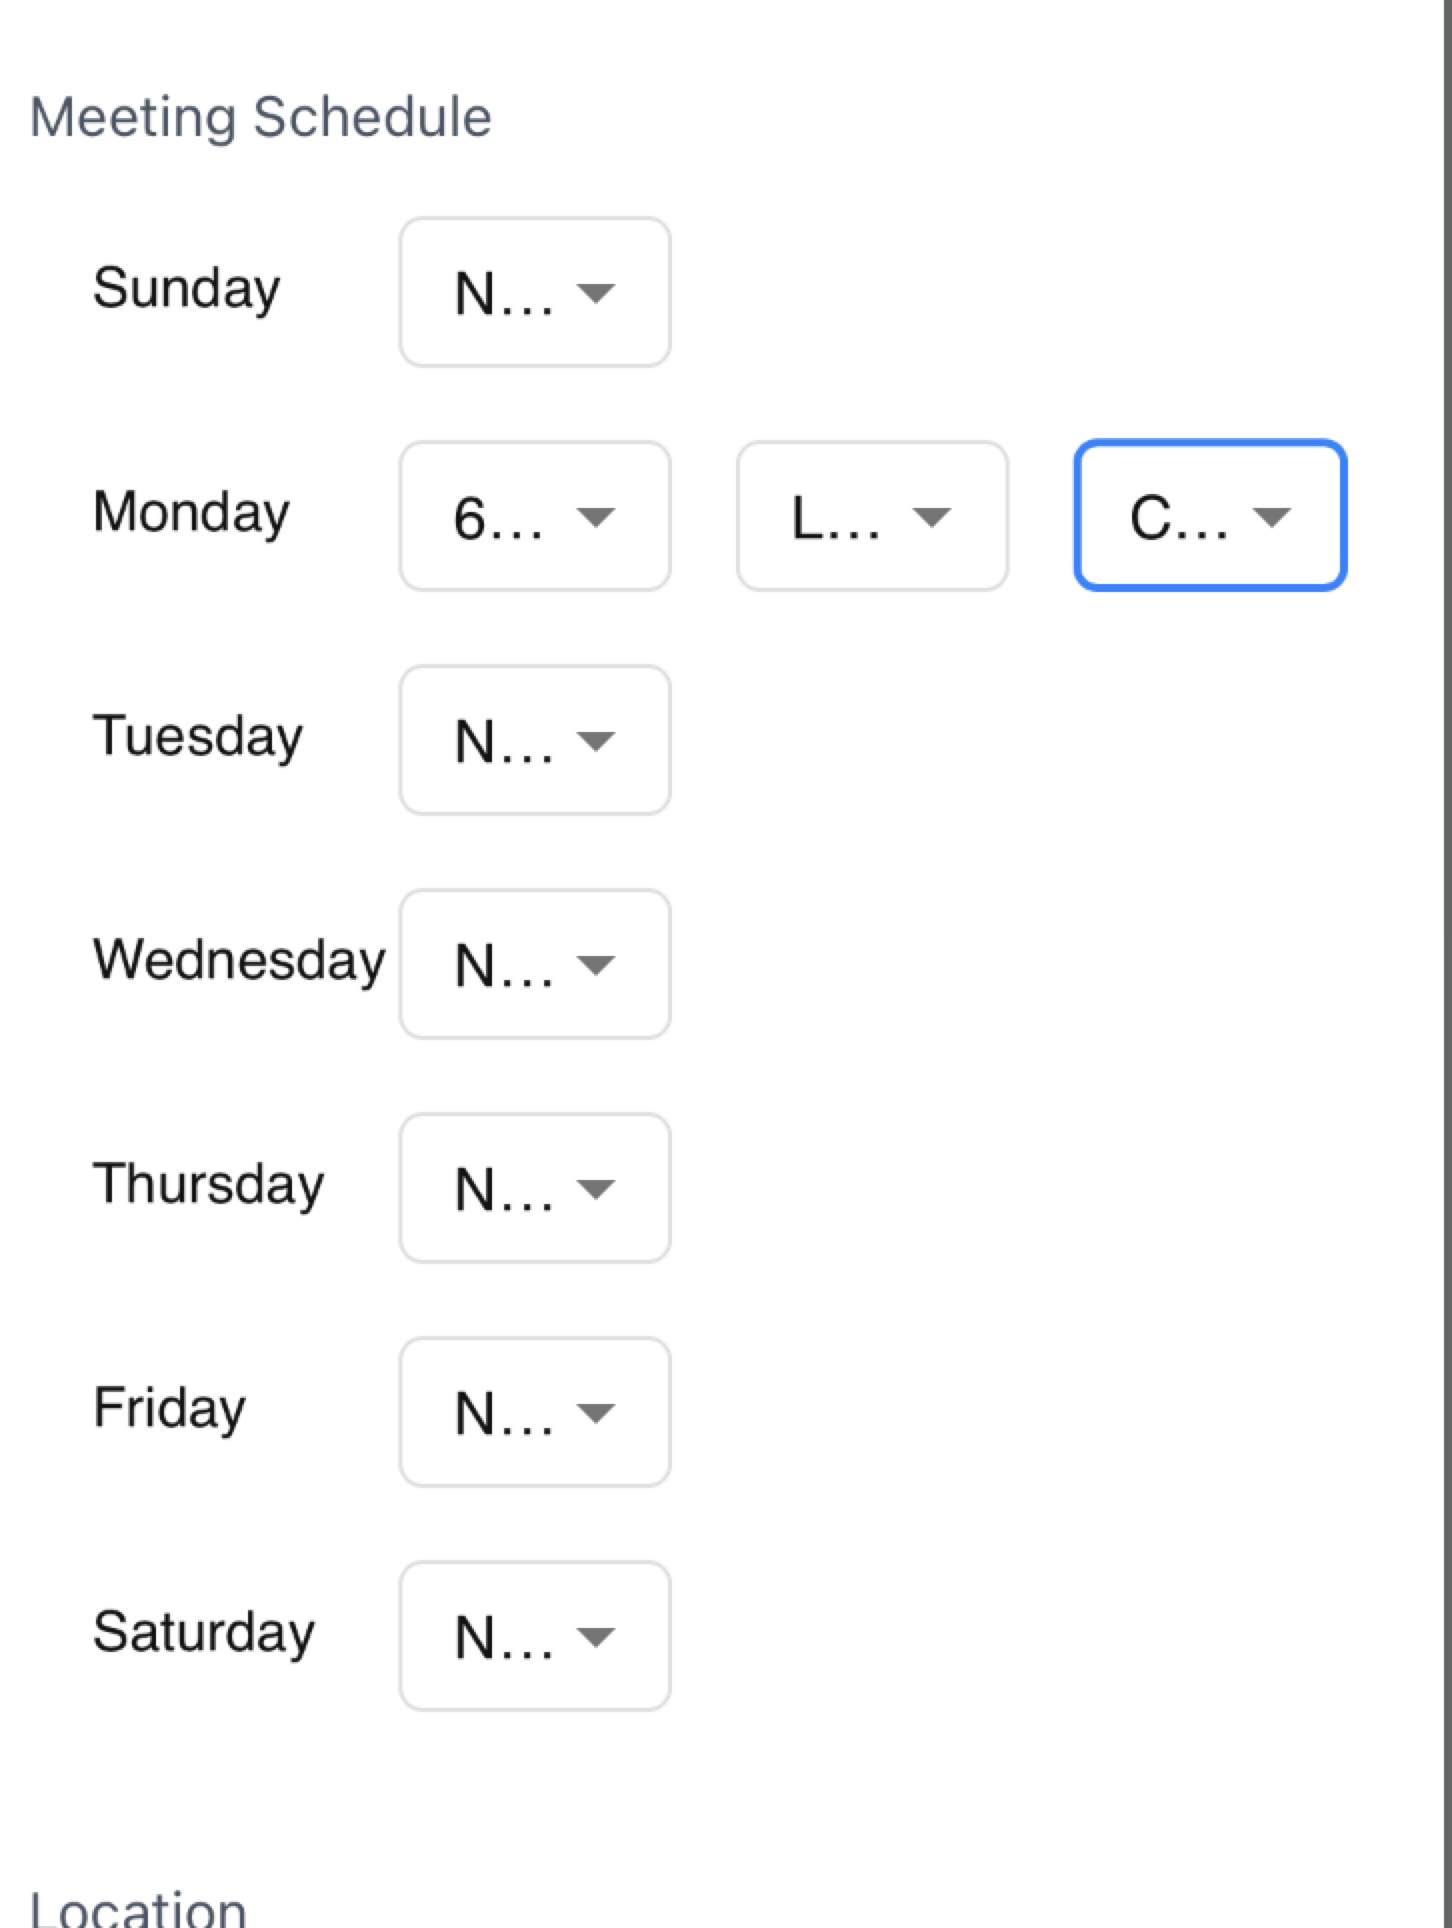 Meeting Schedule
Sunday N...
Monday 6... L... C...
Tuesday N...
Wednesday N...
Thursday N...
Friday N...
Saturday N...
Location